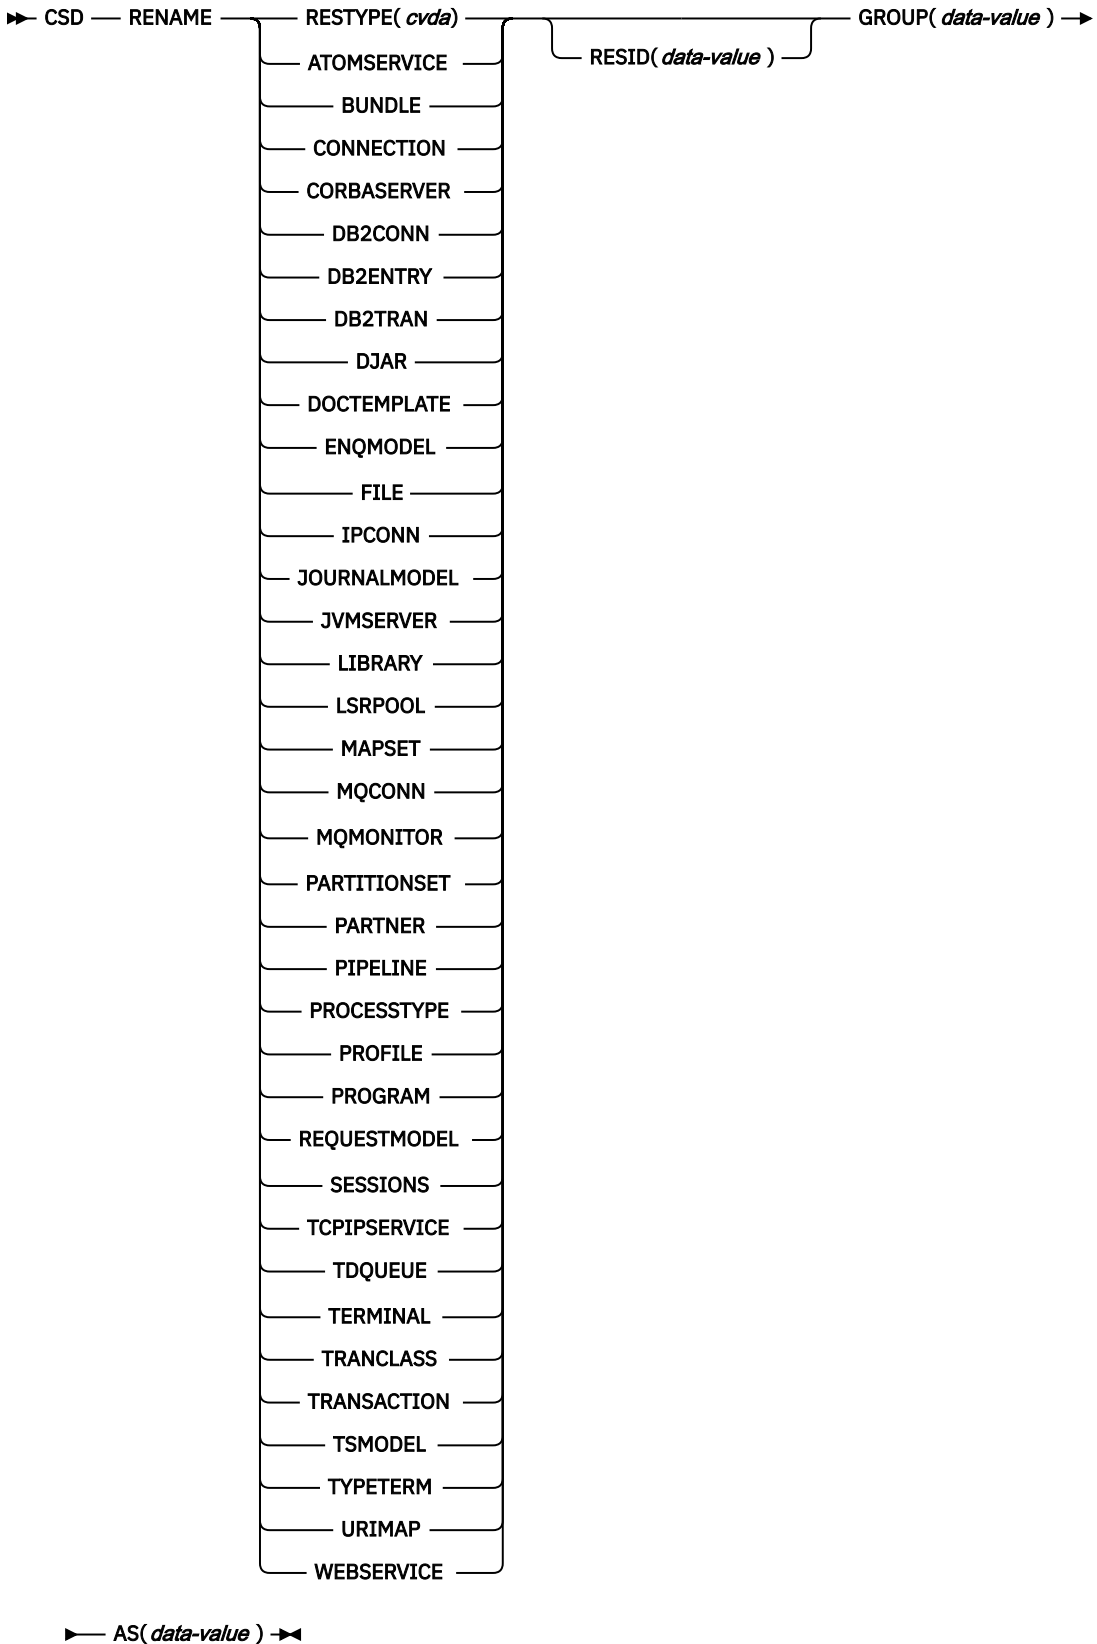 CSD RENAME RESTYPE( cvda) GROUP( data-value )
RESID( data-value )
ATOMSERVICE
BUNDLE
CONNECTION
CORBASERVER
DB2CONN
DB2ENTRY
DB2TRAN
DJAR
DOCTEMPLATE
ENQMODEL
FILE
IPCONN
JOURNALMODEL
JVMSERVER
LIBRARY
LSRPOOL
MAPSET
MQCONN
MQMONITOR
PARTITIONSET
PARTNER
PIPELINE
PROCESSTYPE
PROFILE
PROGRAM
REQUESTMODEL
SESSIONS
TCPIPSERVICE
TDQUEUE
TERMINAL
TRANCLASS
TRANSACTION
TSMODEL
TYPETERM
URIMAP
WEBSERVICE
AS( data-value )